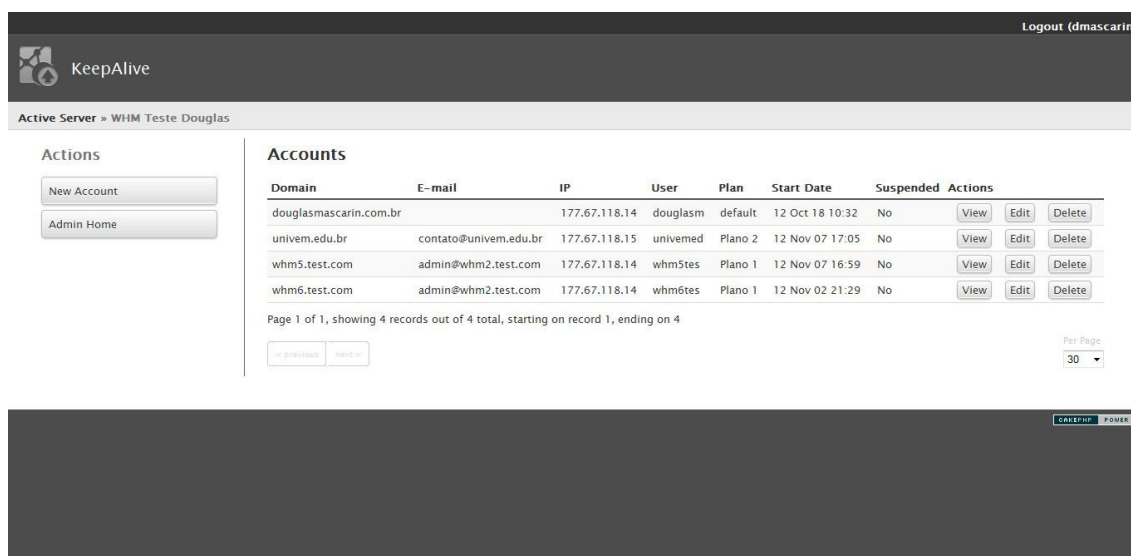 Logout (dmascarin
KeepAlive
Active Server » WHM Teste Douglas
Actions
New Account
Admin Home
Accounts
Domain E-mail IP User Plan Start Date Suspended Actions
douglasmascarin.com.br 177.67.118.14 douglasm default 12 Oct 18 10:32 No View Edit Delete
univem.edu.br contato@univem.edu.br 177.67.118.15 univemed Plano 2 12 Nov 07 17:05 No View Edit Delete
whm5.test.com admin@whm2.test.com 177.67.118.14 whm5tes Plano 1 12 Nov 07 16:59 No View Edit Delete
whm6.test.com admin@whm2.test.com 177.67.118.14 whm6tes Plano 1 12 Nov 02 21:29 No View Edit Delete
Page 1 of 1, showing 4 records out of 4 total, starting on record 1, ending on 4
< previous next >
Per Page
30
CAKEPHP POWER